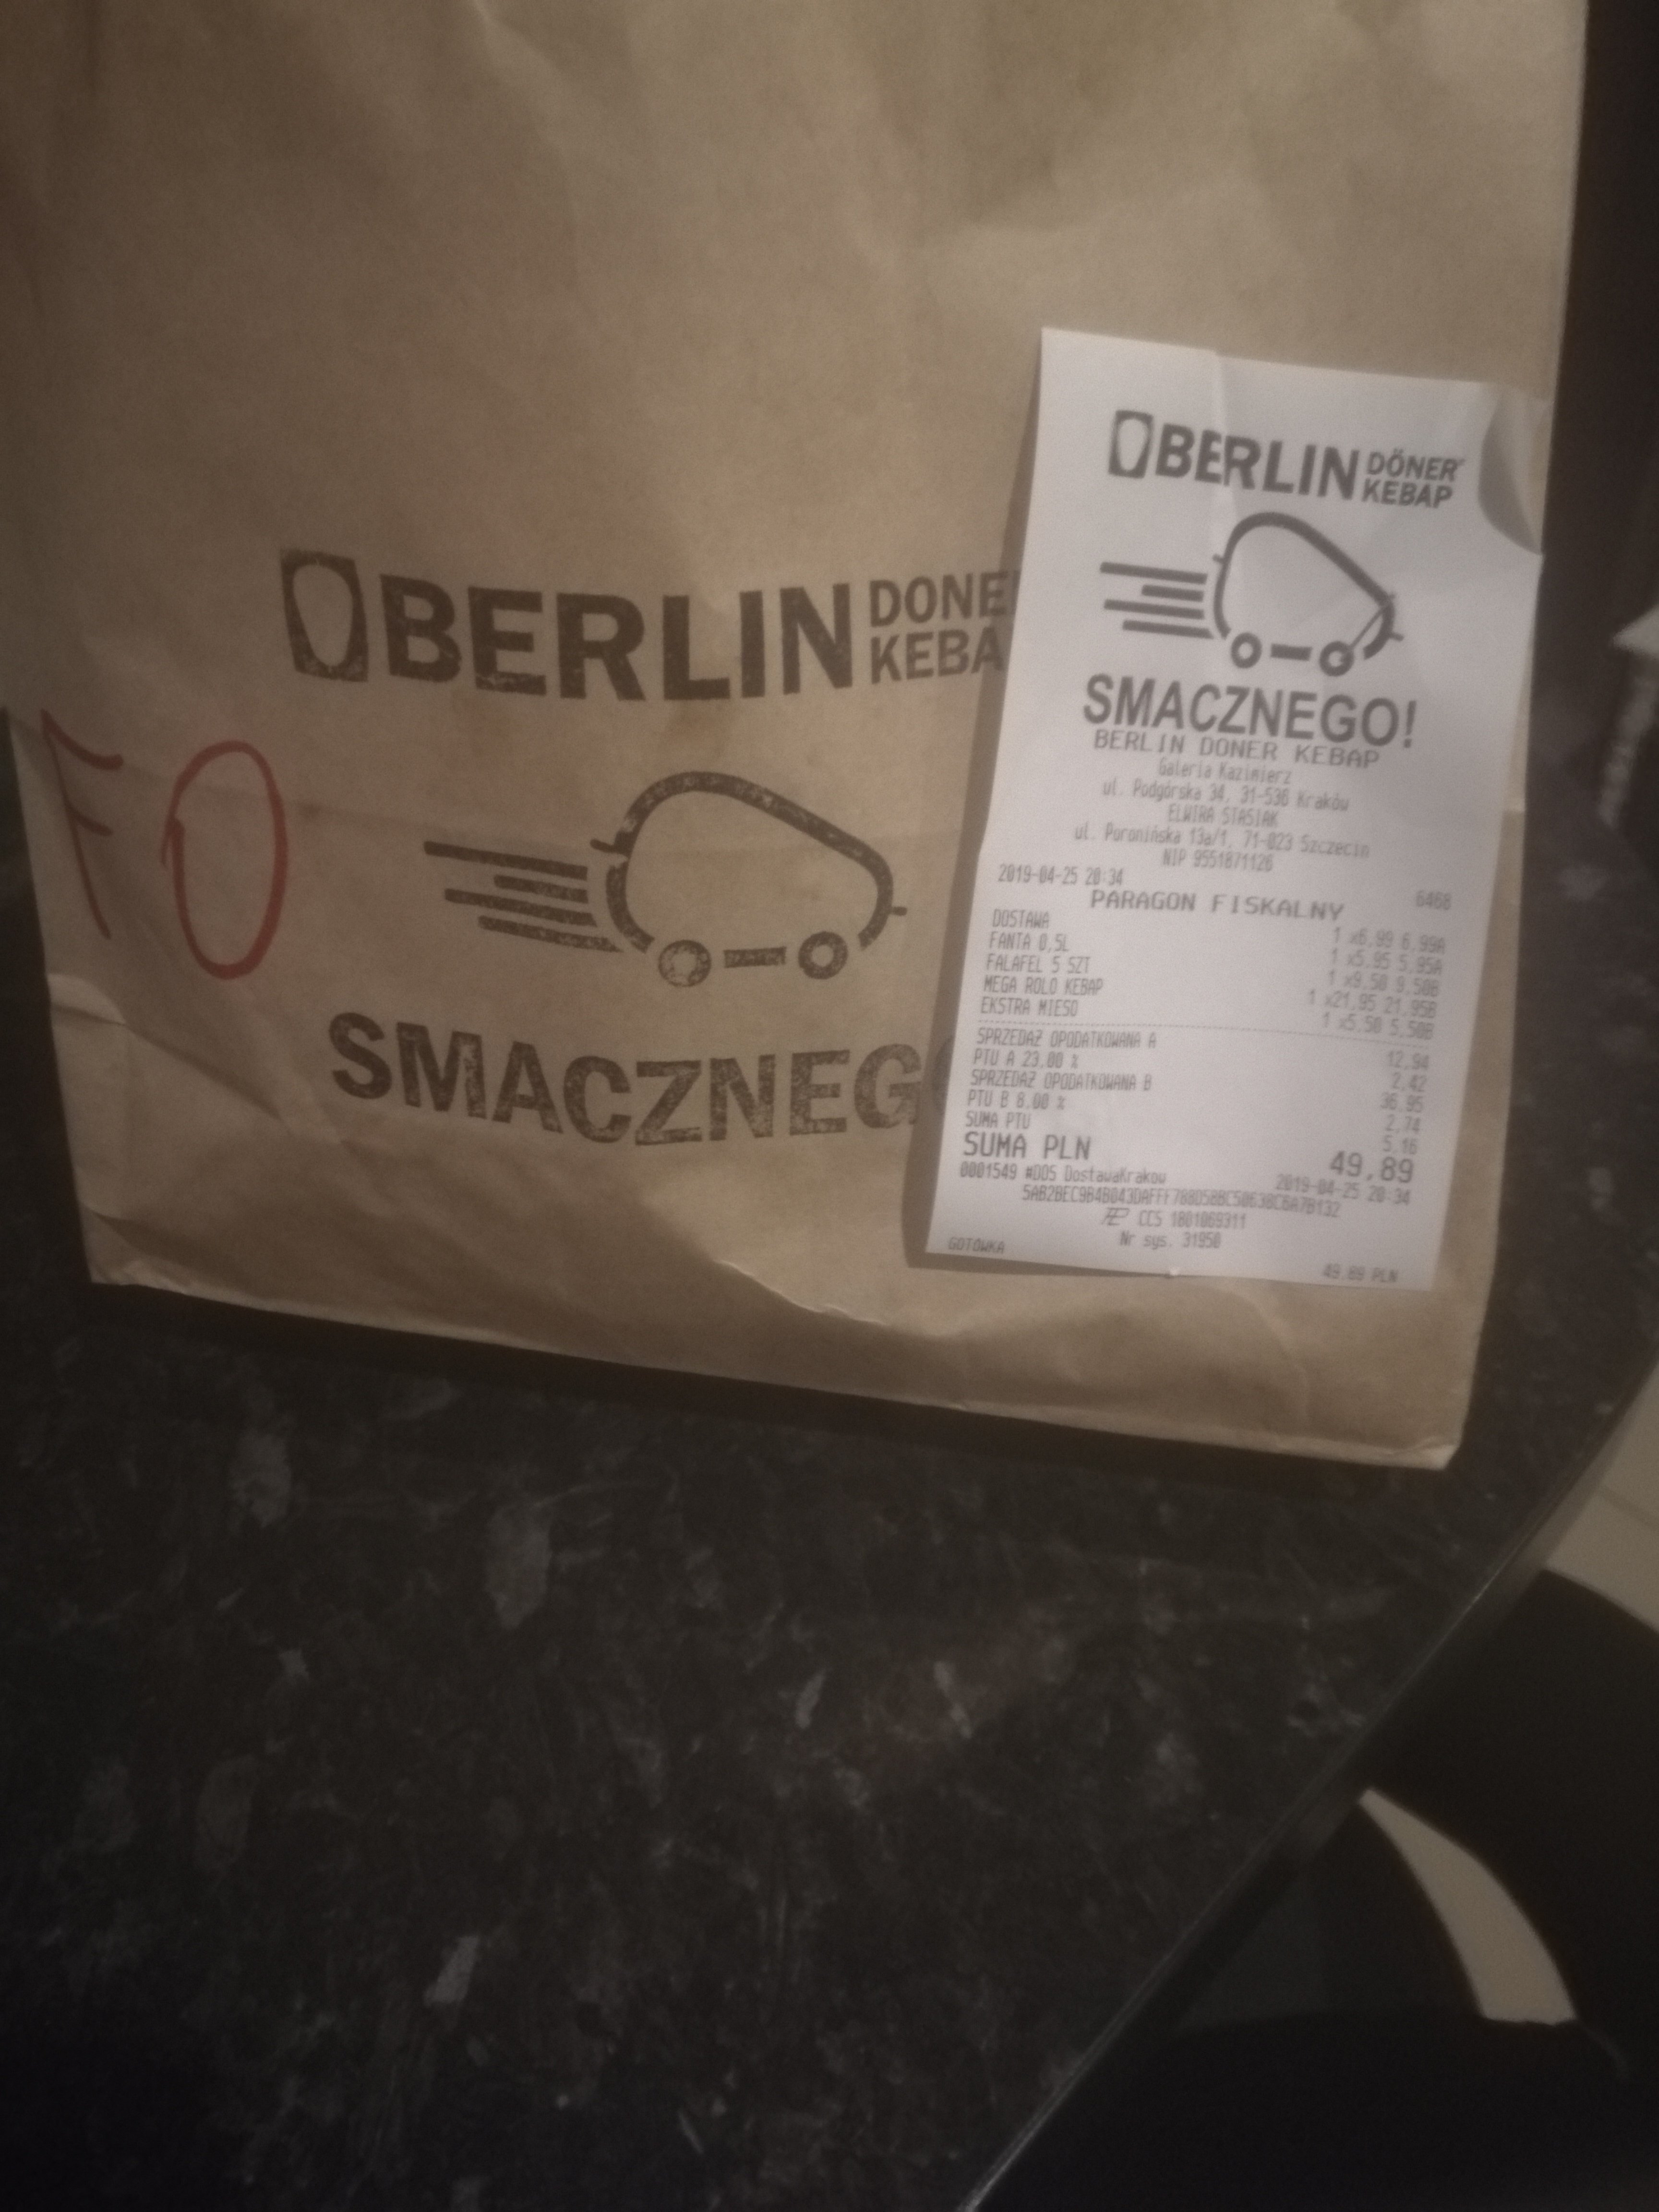 BERLIN DONE
KEBA
FO
SMACZNEG
BERLIN DÖNER
KEBAP
SMACZNEGO!
BERLIN DONER KEBAP
Galeria Kazimierz
ul. Podgórska 34, 31-536 Kraków
ELWIRA STASIAK
ul. Poronińska 13a/1, 71-023 Szczecin
NIP 9551871126
2019-04-25 20:34 6468
PARAGON FISKALNY
DOSTAWA 1 x6,99 6,99A
FANTA 0,5L 1 x5,95 5,95A
FALAFEL 5 SZT 1 x9,50 9,50B
MEGA ROLO KEBAP 1 x21,95 21,95B
EKSTRA MIESO 1 x5,50 5,50B
SPRZEDAŻ OPODATKOWANA A 12,94
PTU A 23,00 % 2,42
SPRZEDAŻ OPODATKOWANA B 36,95
PTU B 8,00 % 2,74
SUMA PTU 5,16
SUMA PLN 49,89
0001549 #005 DostawaKrakow 2019-04-25 20:34
CCS 1801069311
Nr sys. 31950
GOTÓWKA 49,89 PLN